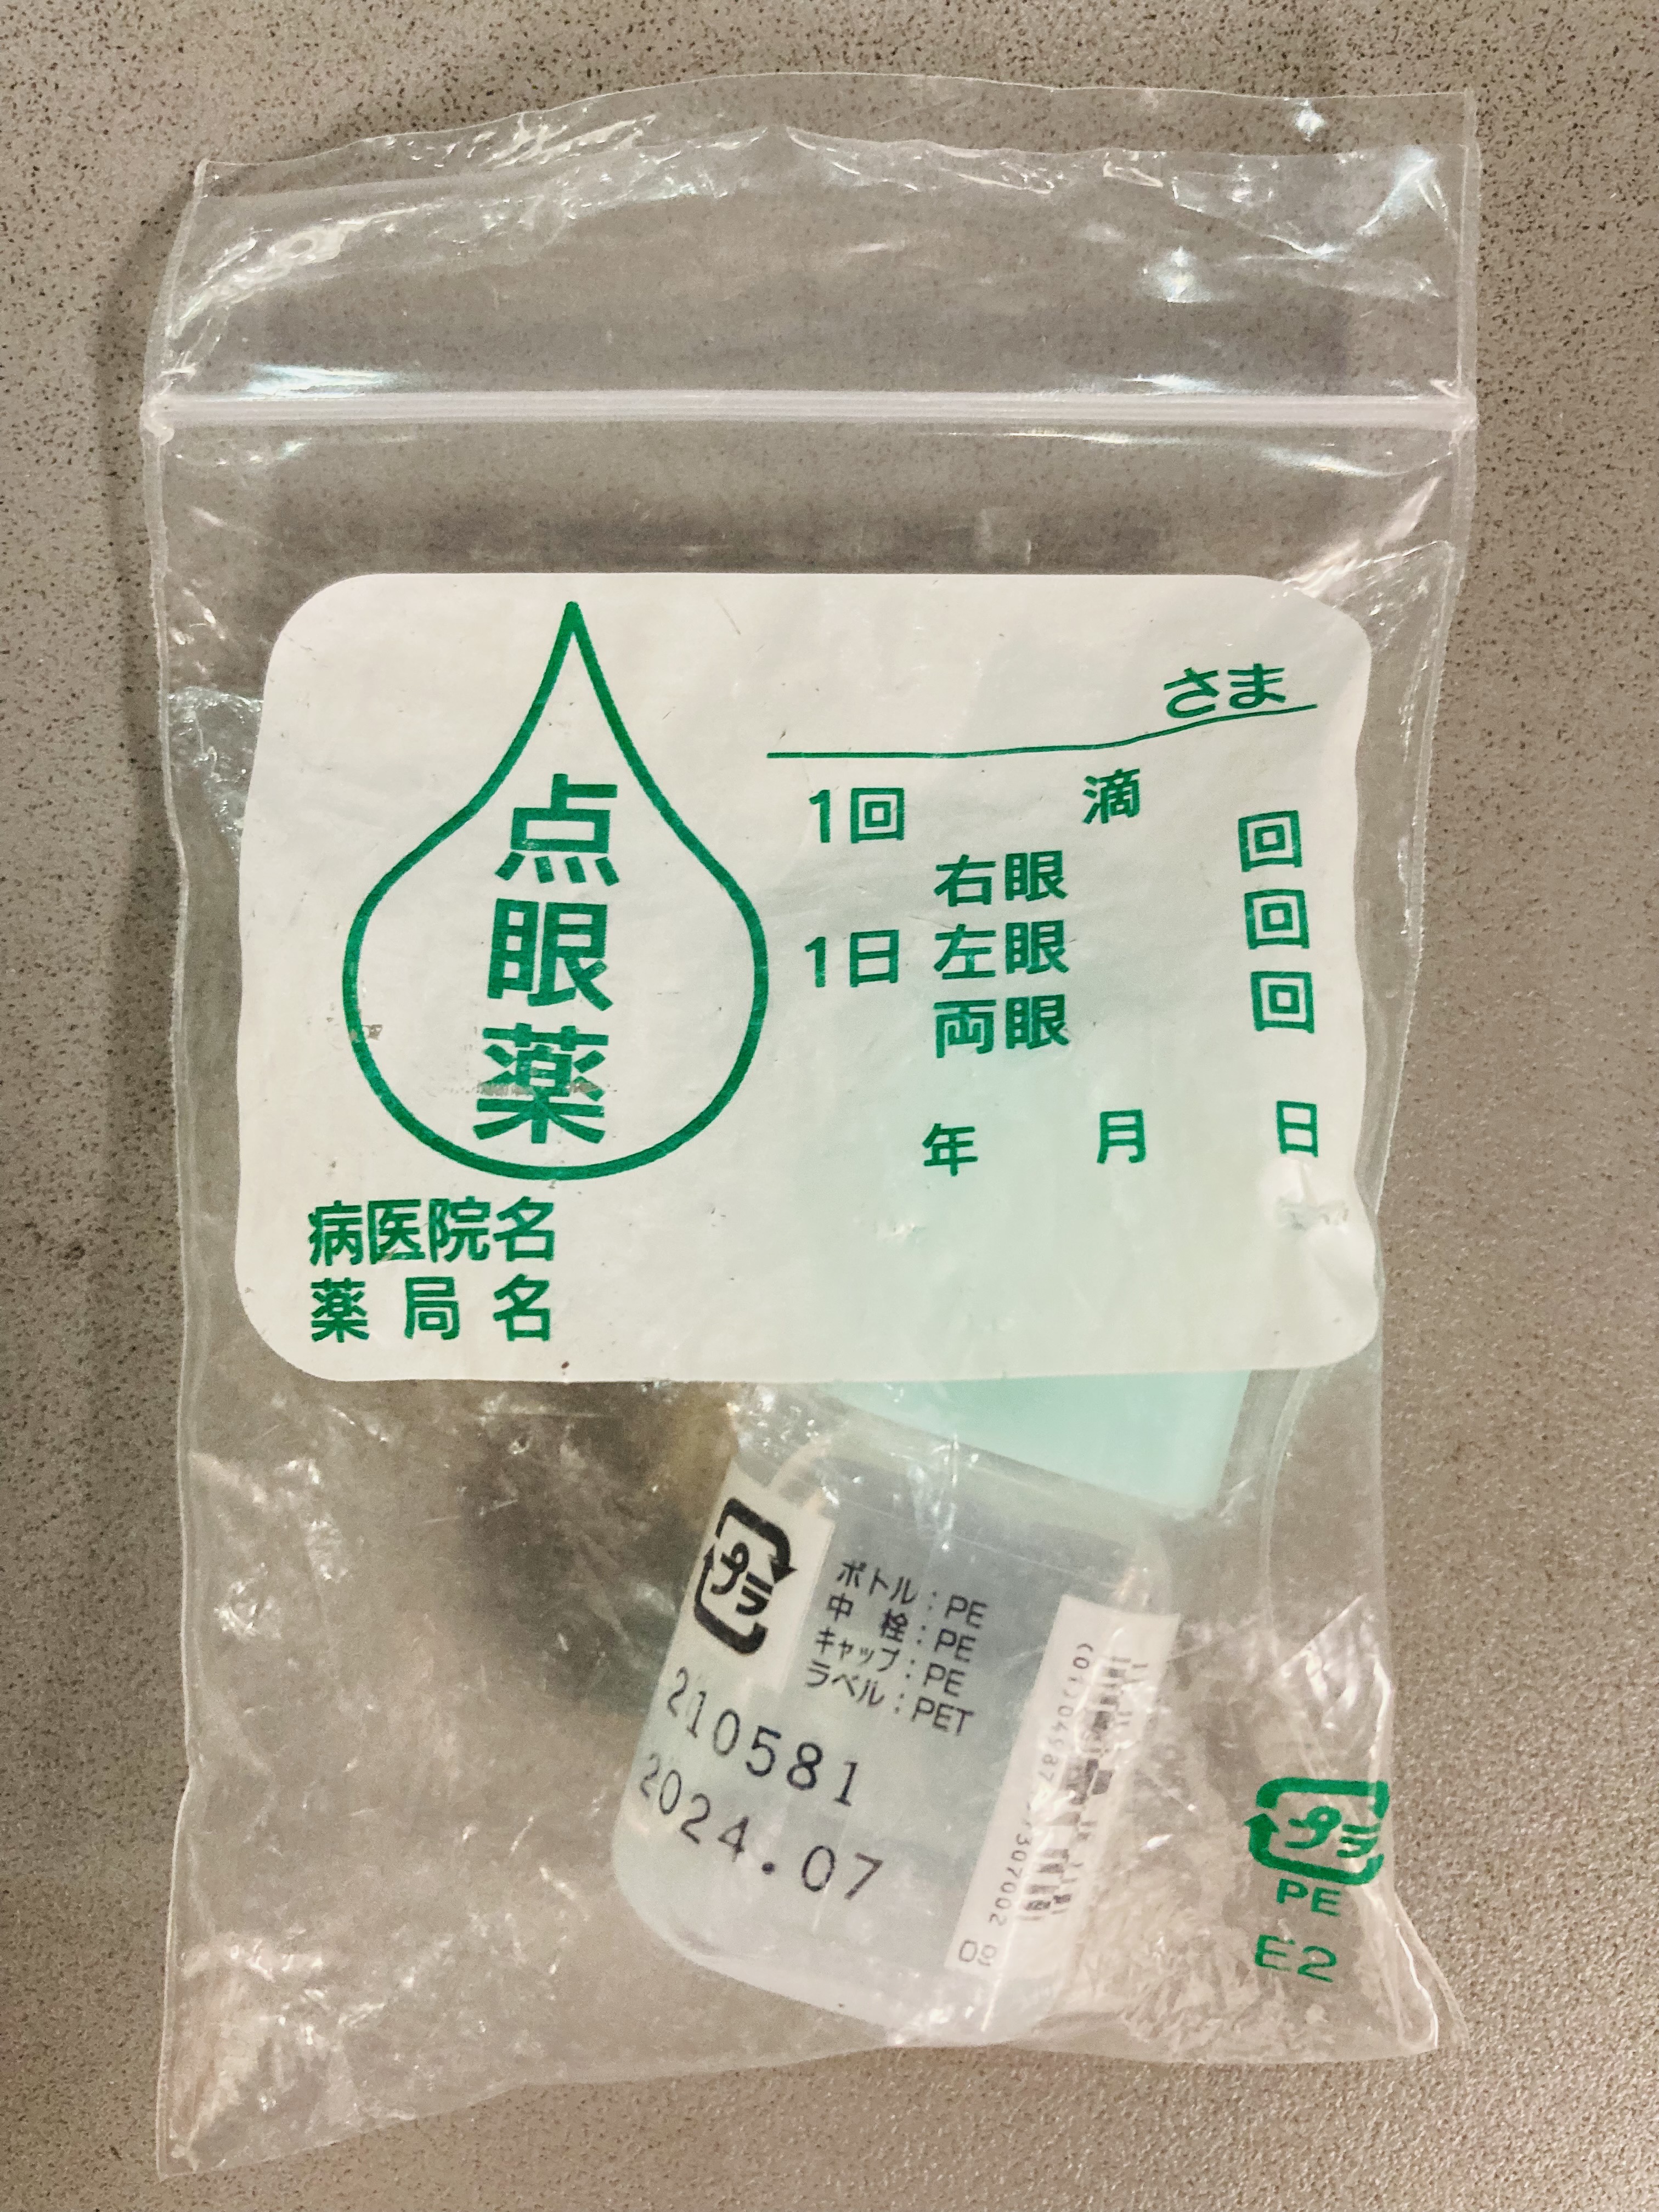 点眼薬
さま
1回 滴
右眼 回
1日 左眼 回
両眼 回
年 月 日
病医院名
薬局名
プラ
ボトル:PE
中栓:PE
キャップ:PE
ラベル:PET
210581
2024.07
プラ
PE
E2